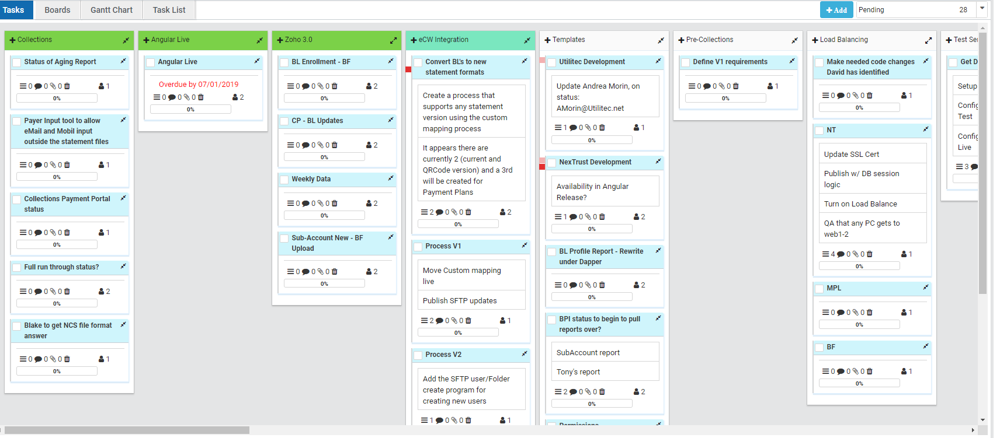 Tasks
Boards
Gantt Chart
Task List
Add
Pending
28
Collections
Status of Aging Report
0 0 0
1
0%
Payer Input tool to allow
eMail and Mobil input
outside the statement files
0 0 0
1
0%
Collections Payment Portal
status
0 0 0
1
0%
Full run through status?
0 0 0
2
0%
Blake to get NCS file format
answer
0 0 0
1
0%
Angular Live
Angular Live
Overdue by 07/01/2019
0 0 0
2
0%
Zoho 3.0
BL Enrollment - BF
0 0 0
2
0%
CP - BL Updates
0 0 0
2
0%
Weekly Data
0 0 0
2
0%
Sub-Account New - BF
Upload
0 0 0
2
0%
eCW Integration
Convert BL's to new
statement formats
Create a process that
supports any statement
version using the custom
mapping process
It appears there are
currently 2 (current and
QRCode version) and a 3rd
will be created for
Payment Plans
2 0 0
2
0%
Process V1
Move Custom mapping
live
Publish SFTP updates
2 0 0
1
0%
Process V2
Add the SFTP user/Folder
create program for
creating new users
1 0 0
1
Templates
Utilitec Development
Update Andrea Morin, on
status:
AMorin@Utilitec.net
1 0 0
1
0%
NexTrust Development
Availability in Angular
Release?
1 0 0
2
0%
BL Profile Report - Rewrite
under Dapper
0 0 0
2
0%
BPI status to begin to pull
reports over?
SubAccount report
Tony's report
2 0 0
2
0%
Permissions
Pre-Collections
Define V1 requirements
0 0 0
1
0%
Load Balancing
Make needed code changes
David has identified
0 0 0
1
0%
NT
Update SSL Cert
Publish w/ DB session
logic
Turn on Load Balance
QA that any PC gets to
web1-2
4 0 0
1
0%
MPL
0 0 0
1
0%
BF
0 0 0
1
0%
Test Ser
Get D
Setup
Config
Test
Config
Live
3